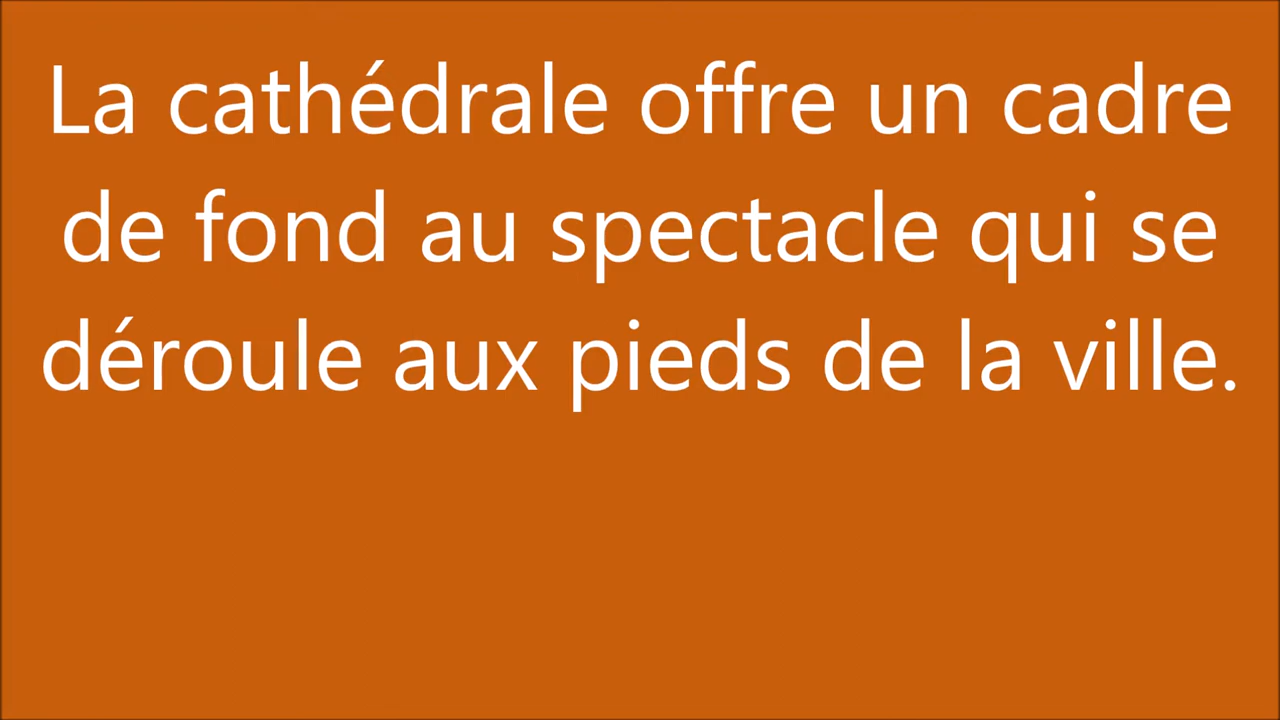 La cathédrale offre un cadre
de fond au spectacle qui se
déroule aux pieds de la ville.